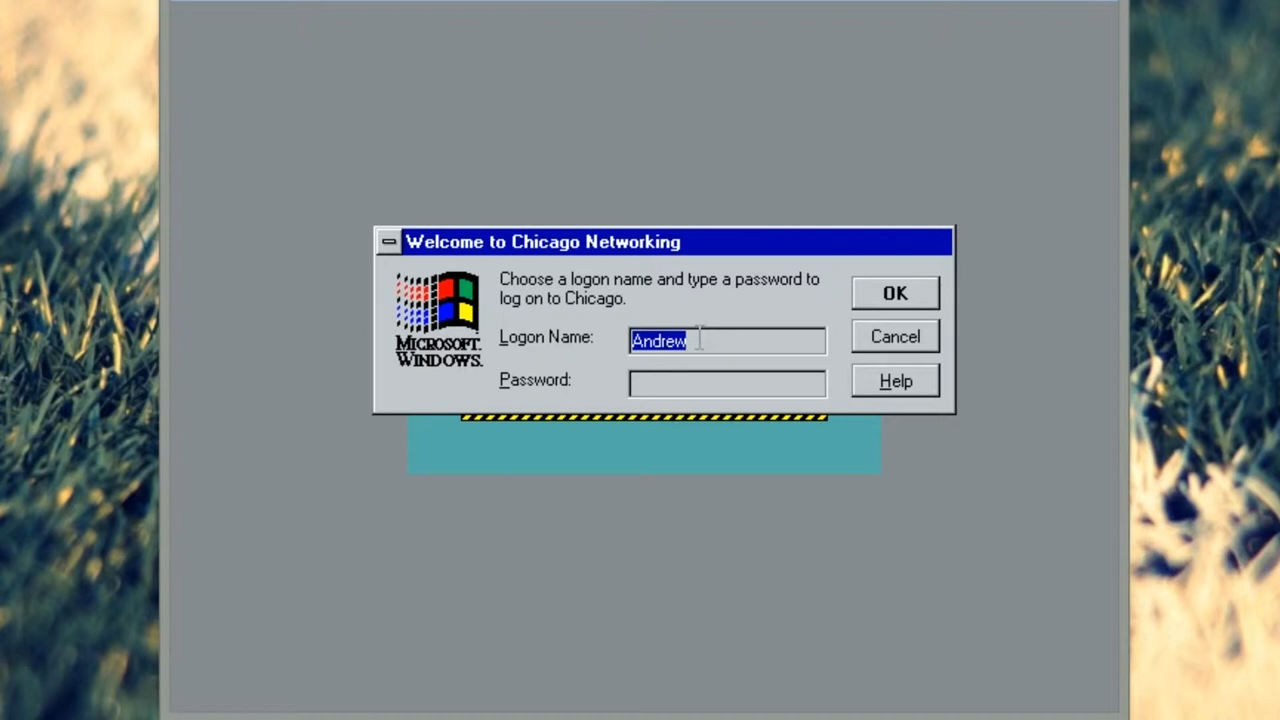 Welcome to Chicago Networking
Choose a logon name and type a password to
log on to Chicago.
OK
Logon Name:
Andrew
Cancel
MICROSOFT.
WINDOWS.
Password:
Help